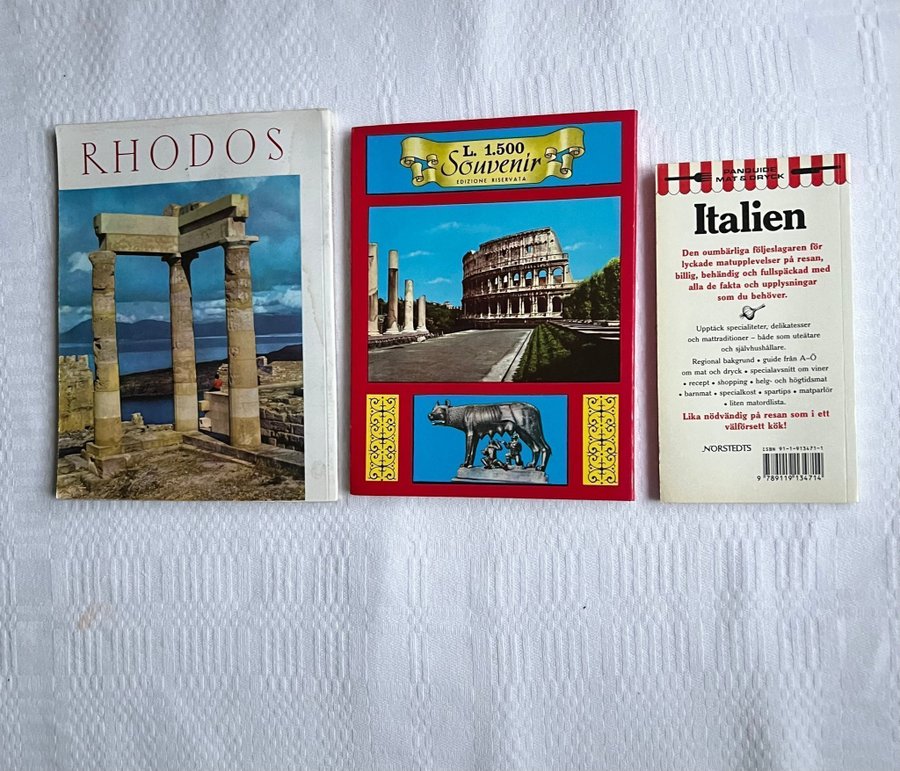 RHODOS
L. 1.500
Souvenir
EDIZIONE RISERVATA
PANGUIDE
MAT & DRYCK
Italien
Den oumbärliga följeslagaren för
lyckade matupplevelser på resan,
billig, behändig och fullspäckad med
alla de fakta och upplysningar
som du behöver.
Upptäck specialiteter, delikatesser
och mattraditioner – både som uteätare
och självhushållare.
Regional bakgrund • guide från A–Ö
om mat och dryck • specialavsnitt om viner
• recept • shopping • helg- och högtidsmat
• barnmat • specialkost • spartips • matparlör
• liten matordlista.
Lika nödvändig på resan som i ett
välförsett kök!
NORSTEDTS
ISBN 91-1-913471-1
9 789119 134714